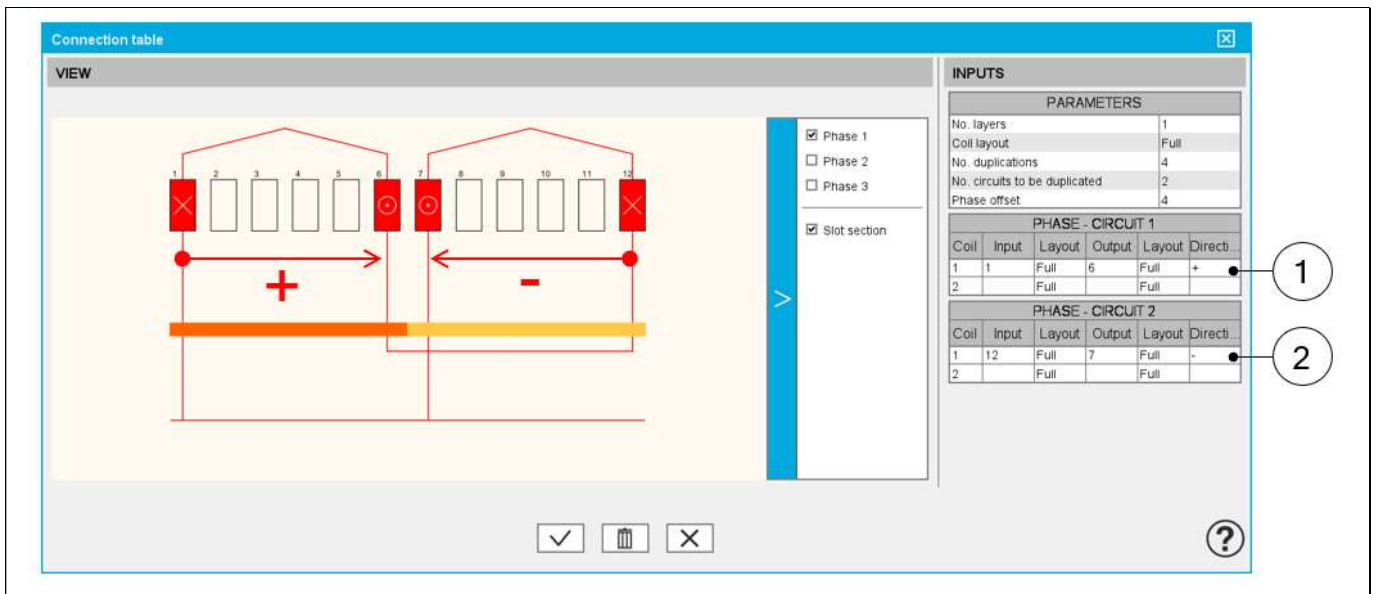 Connection table
VIEW
1 2 3 4 5 6 7 8 9 10 11 12
+ -
>
Phase 1
Phase 2
Phase 3
Slot section
INPUTS
PARAMETERS
No. layers 1
Coil layout Full
No. duplications 4
No. circuits to be duplicated 2
Phase offset 4
PHASE - CIRCUIT 1
Coil Input Layout Output Layout Directi...
1 1 Full 6 Full +
2 Full Full
PHASE - CIRCUIT 2
Coil Input Layout Output Layout Directi...
1 12 Full 7 Full -
2 Full Full
1
2
?